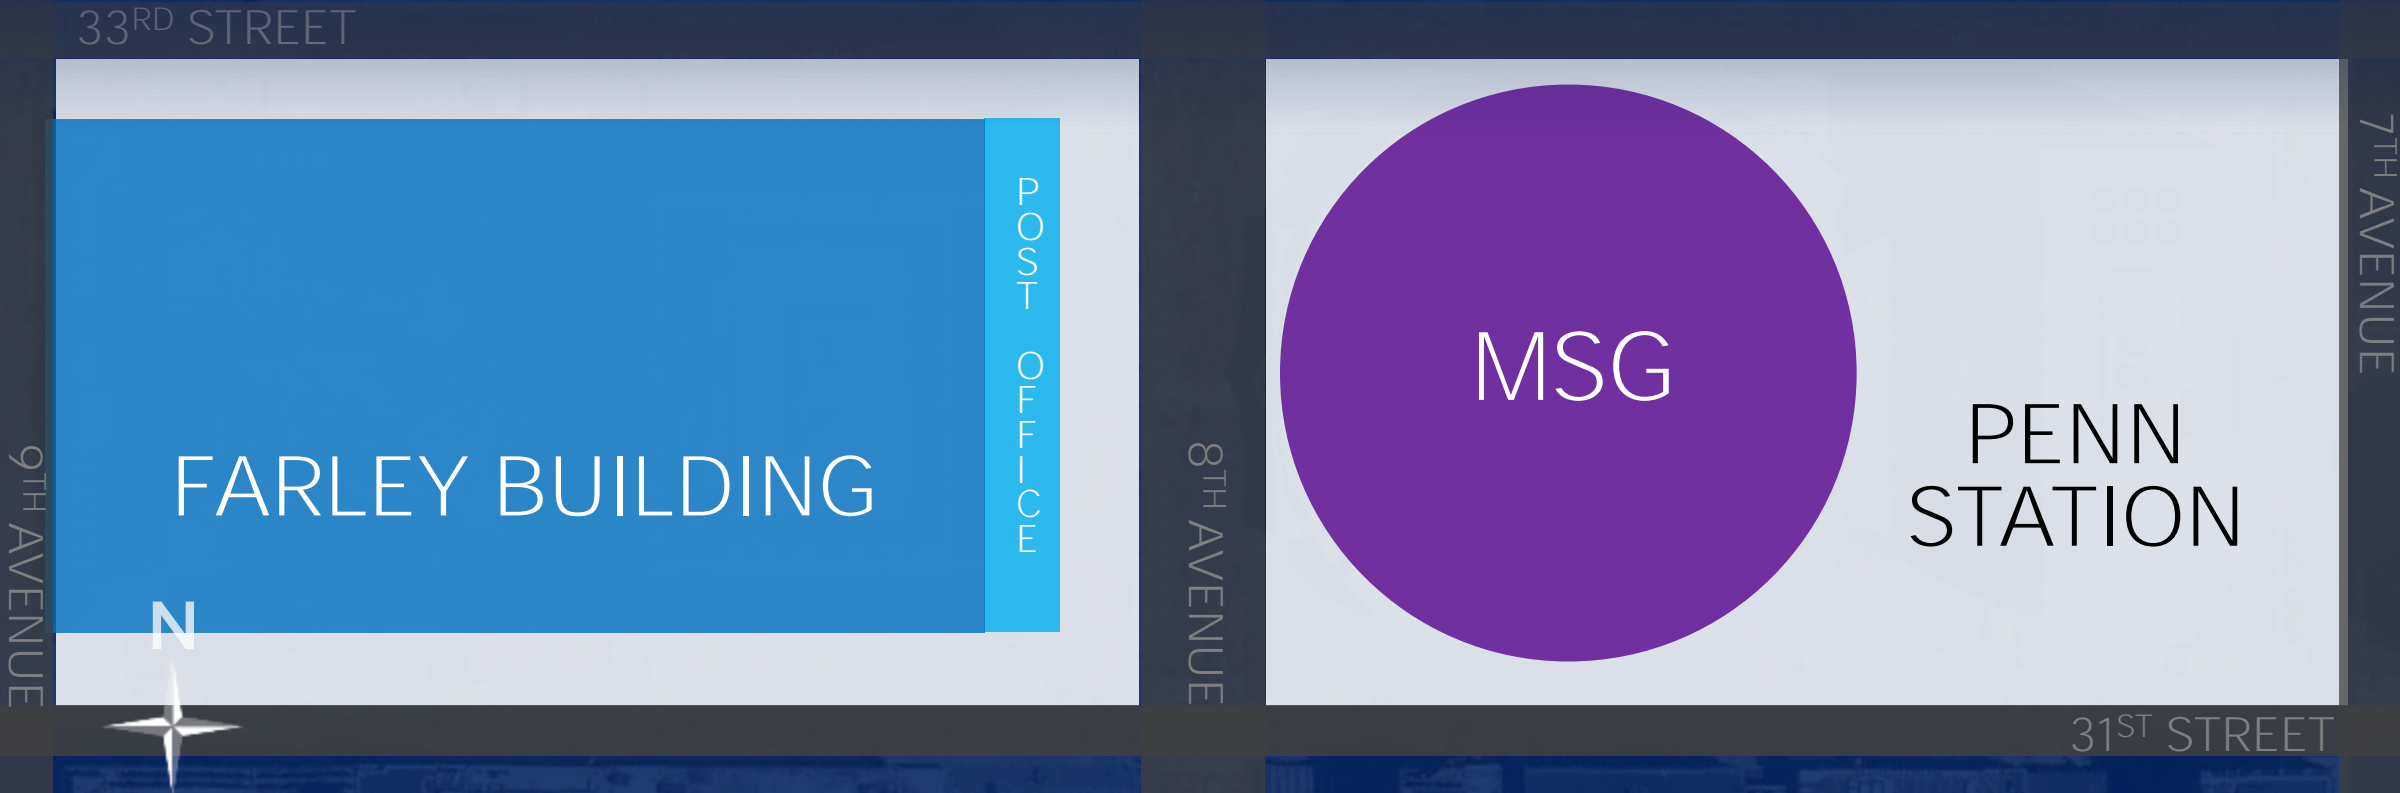 33RD STREET
7TH AVENUE
POST OFFICE
MSG
PENN
STATION
FARLEY BUILDING
9TH AVENUE
8TH AVENUE
N
31ST STREET